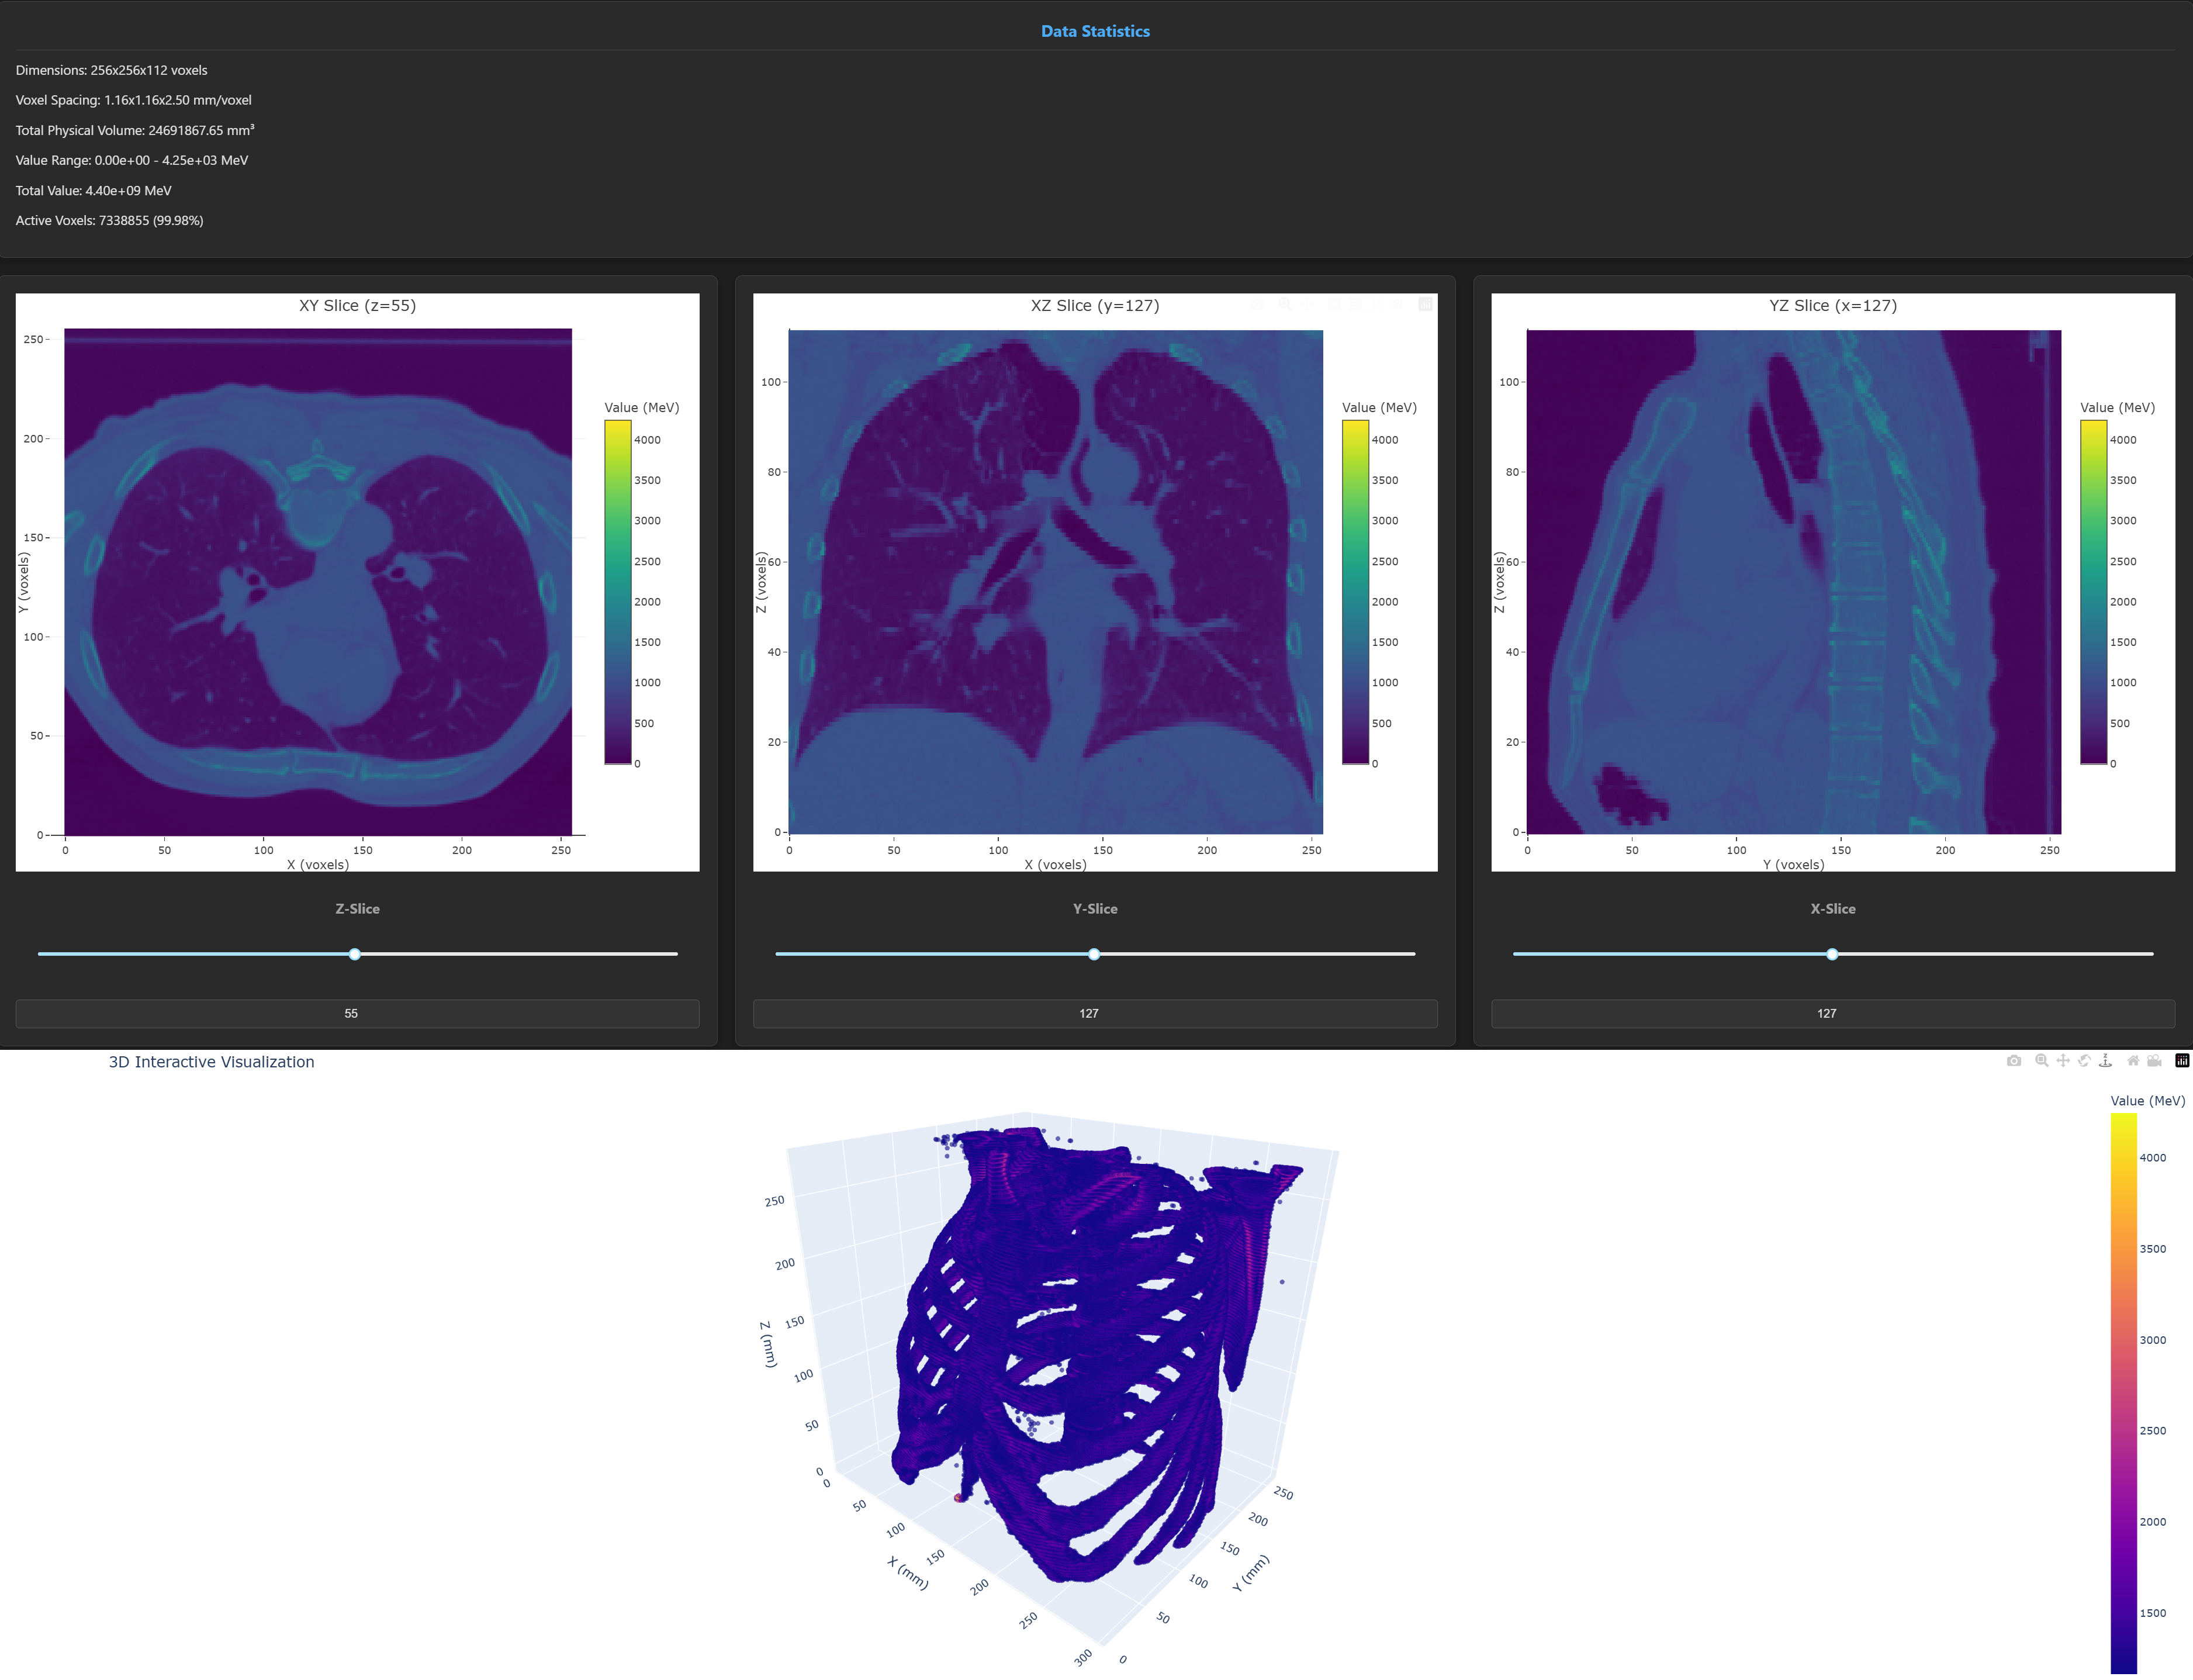 Data Statistics
Dimensions: 256x256x112 voxels
Voxel Spacing: 1.16x1.16x2.50 mm/voxel
Total Physical Volume: 24691867.65 mm³
Value Range: 0.00e+00 - 4.25e+03 MeV
Total Value: 4.40e+09 MeV
Active Voxels: 7338855 (99.98%)
XY Slice (z=55)
Value (MeV)
4000
3500
3000
2500
2000
1500
1000
500
0
250
200
150
100
50
0
Y (voxels)
0 50 100 150 200 250
X (voxels)
Z-Slice
55
XZ Slice (y=127)
Value (MeV)
4000
3500
3000
2500
2000
1500
1000
500
0
100
80
60
40
20
0
Z (voxels)
0 50 100 150 200 250
X (voxels)
Y-Slice
127
YZ Slice (x=127)
Value (MeV)
4000
3500
3000
2500
2000
1500
1000
500
0
100
80
60
40
20
0
Z (voxels)
0 50 100 150 200 250
Y (voxels)
X-Slice
127
3D Interactive Visualization
Value (MeV)
4000
3500
3000
2500
2000
1500
250
200
150
100
50
0
Z (mm)
0
50
100
150
200
250
300
X (mm)
250
200
150
100
50
0
Y (mm)